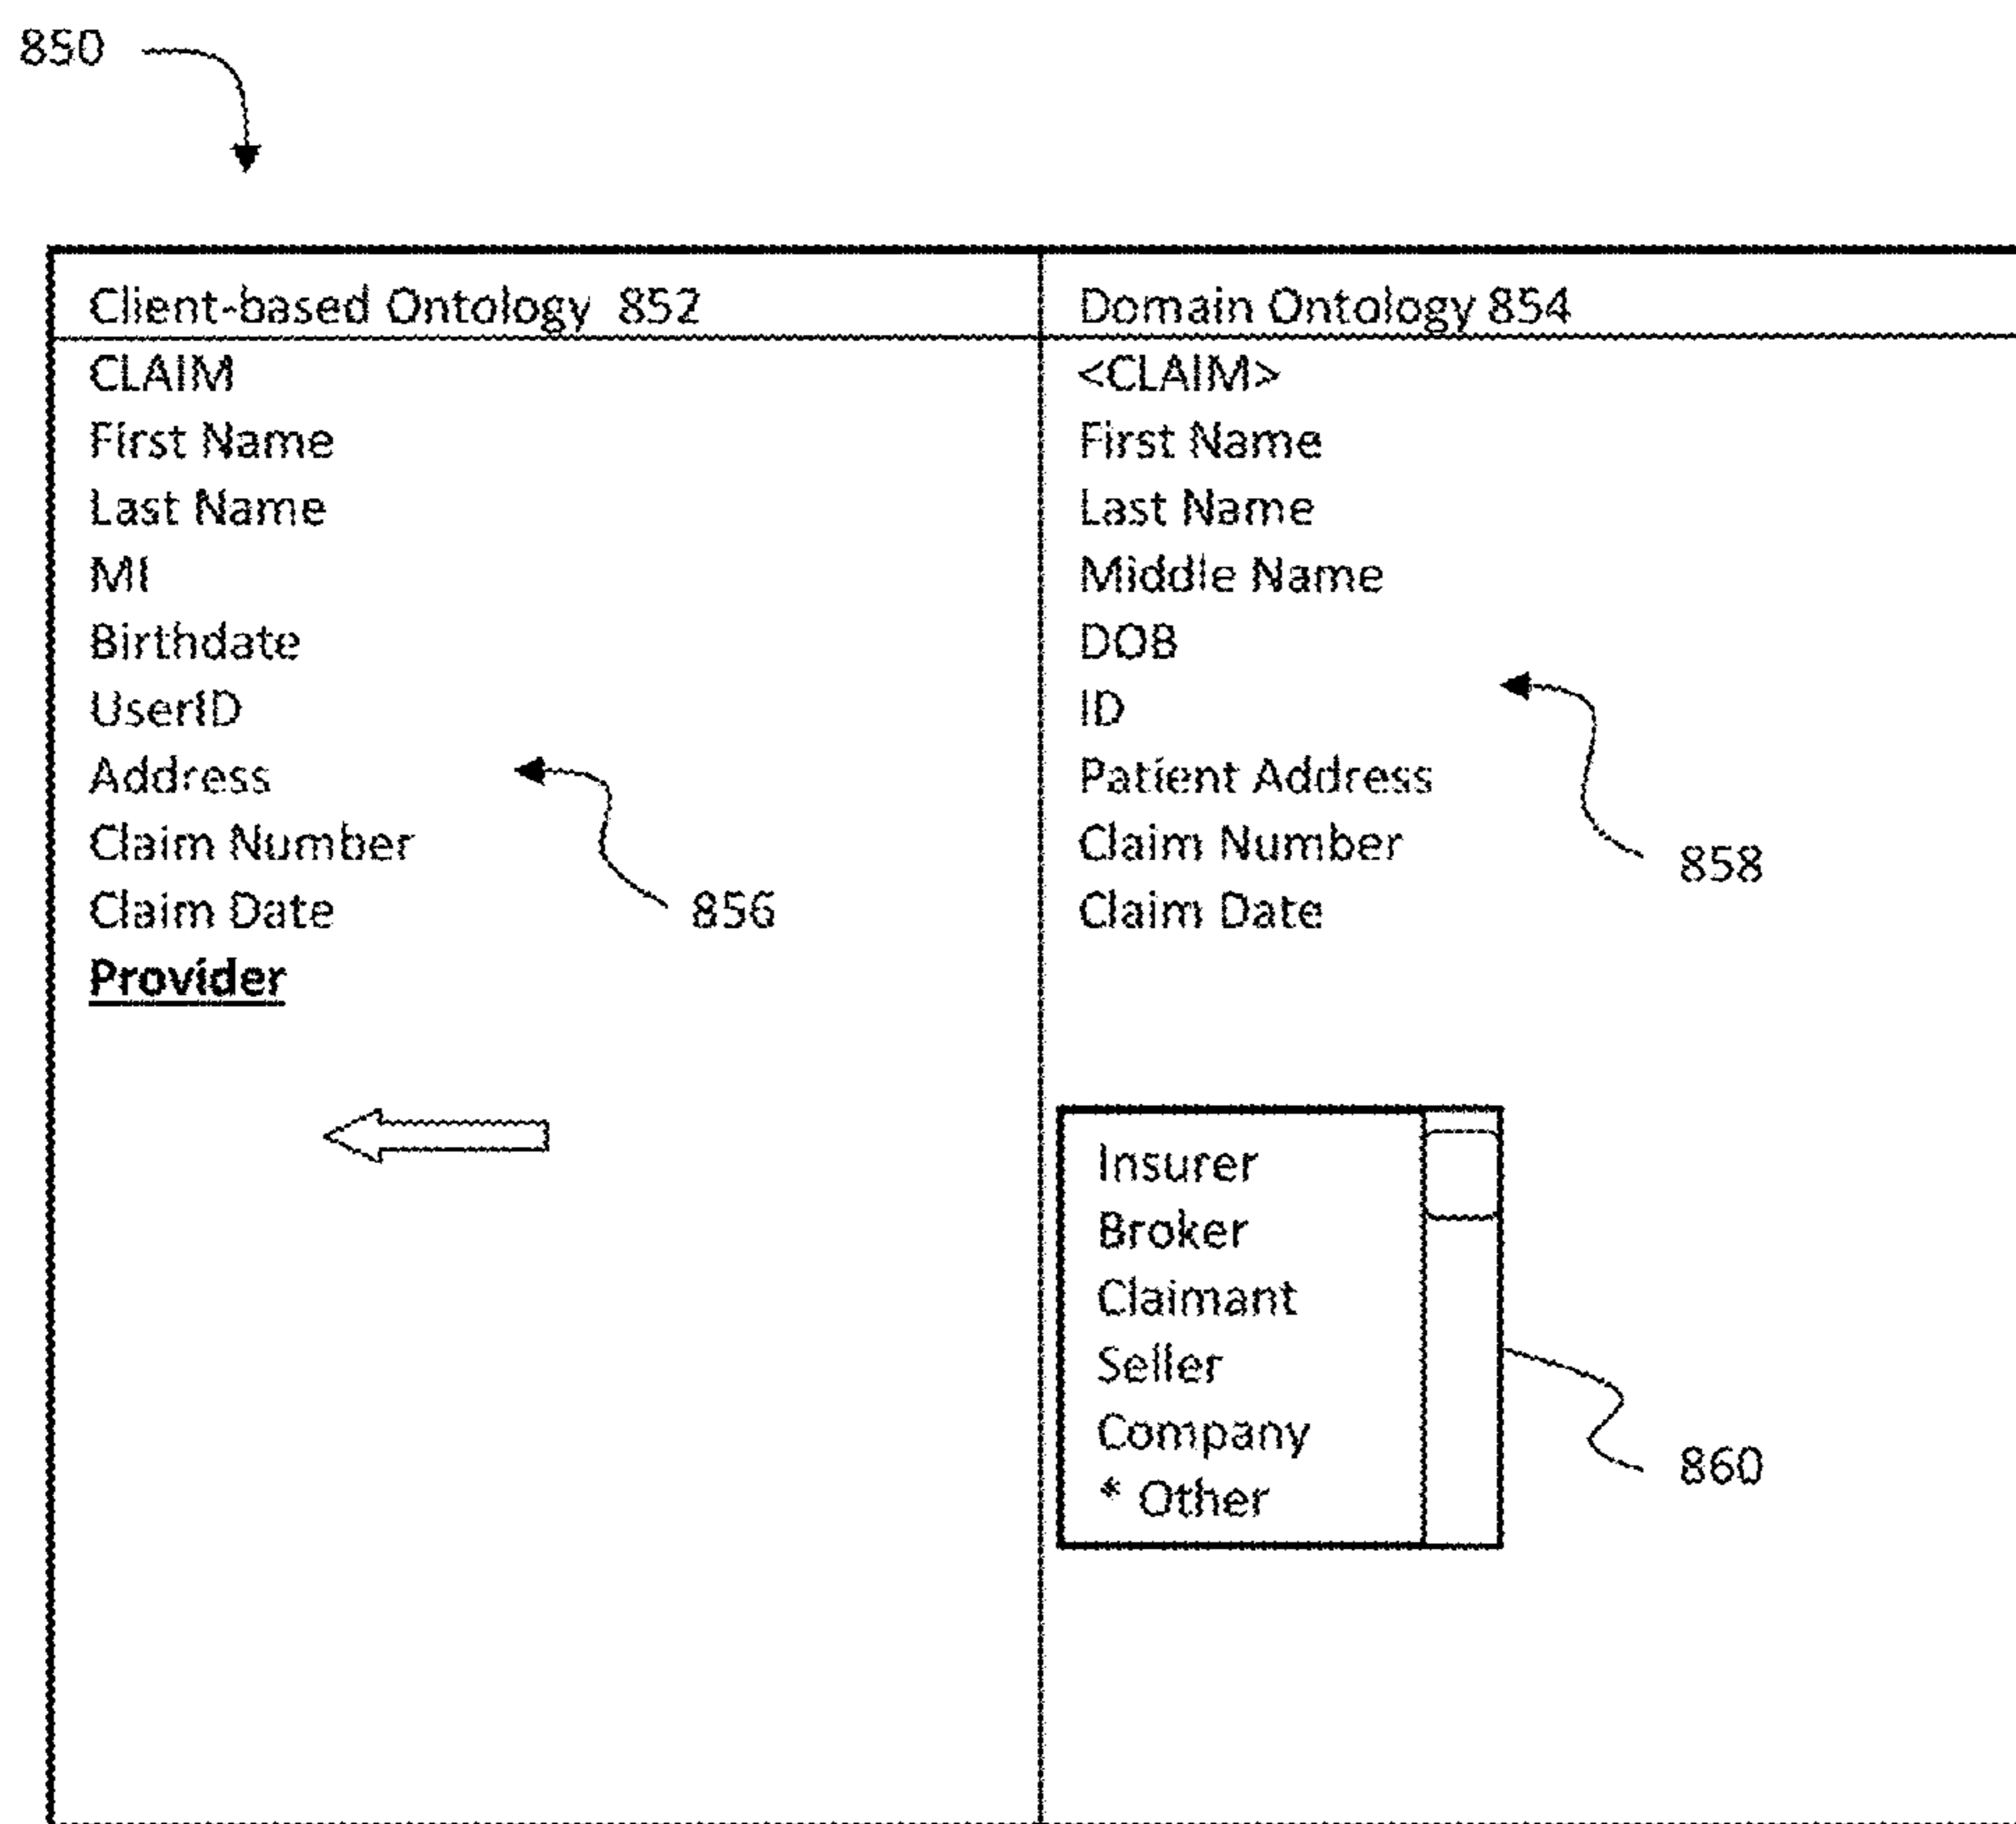 850
Client-based Ontology 852
CLAIM
First Name
Last Name
MI
Birthdate
UserID
Address
Claim Number
856
Claim Date
Provider
Domain Ontology 854
<CLAIM>
First Name
Last Name
Middle Name
DOB
ID
Patient Address
Claim Number
858
Claim Date
Insurer
Broker
Claimant
Seller
Company
* Other
860